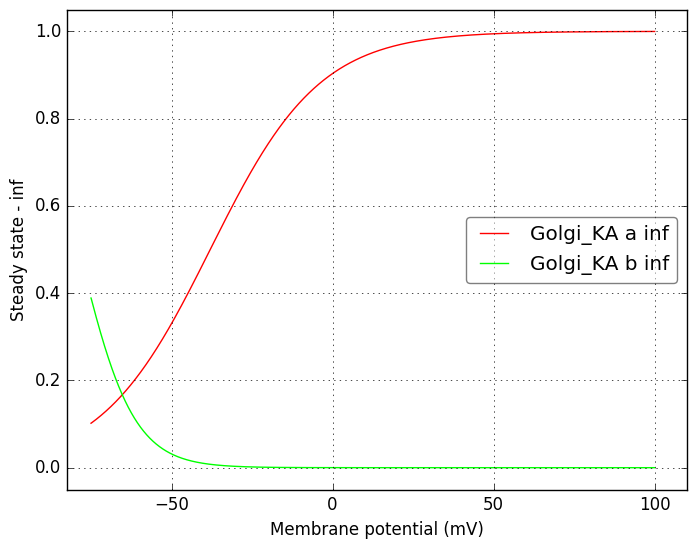 1.0
0.8
0.6
0.4
0.2
0.0
Steady state - inf
Golgi_KA a inf
Golgi_KA b inf
−50
0
50
100
Membrane potential (mV)